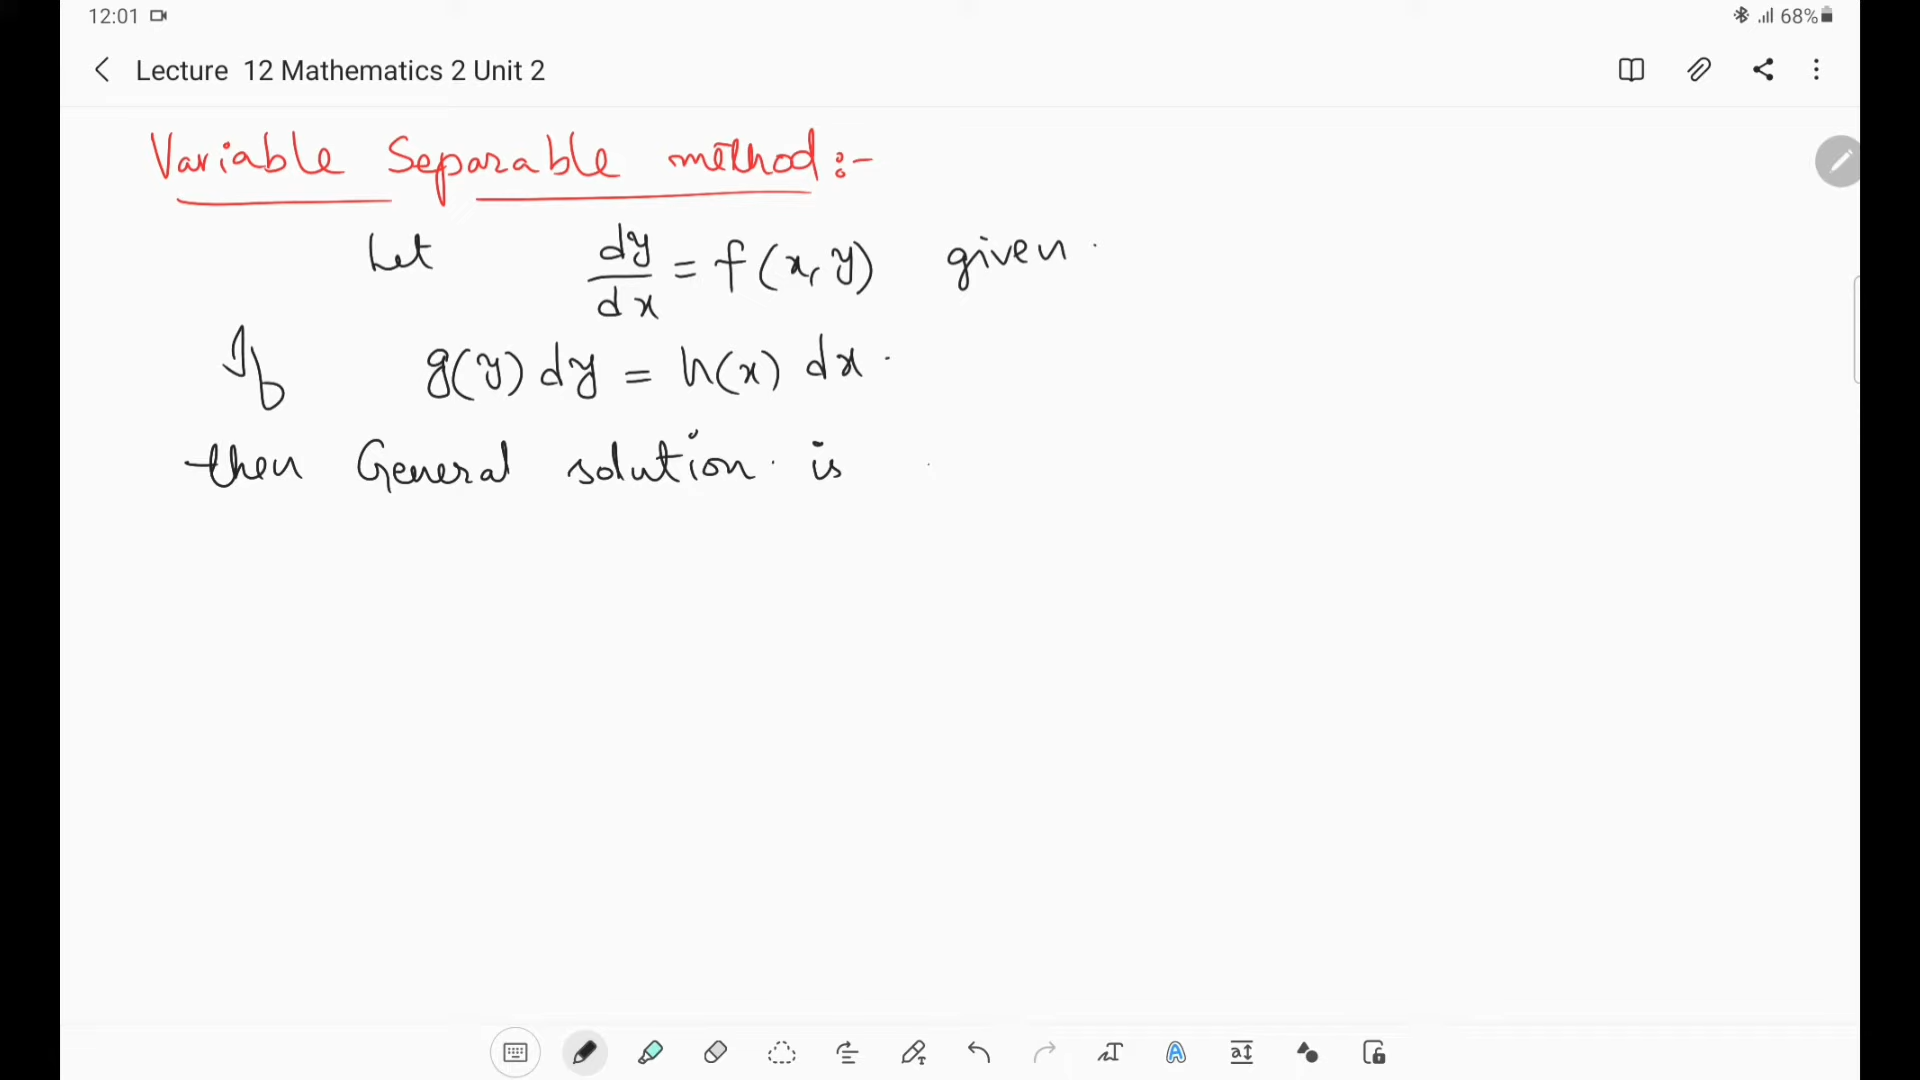 12:01
68%
Lecture 12 Mathematics 2 Unit 2
Variable Separable method :-
Let dy/dx = f(x, y) given.
If g(y) dy = h(x) dx.
then General solution. is